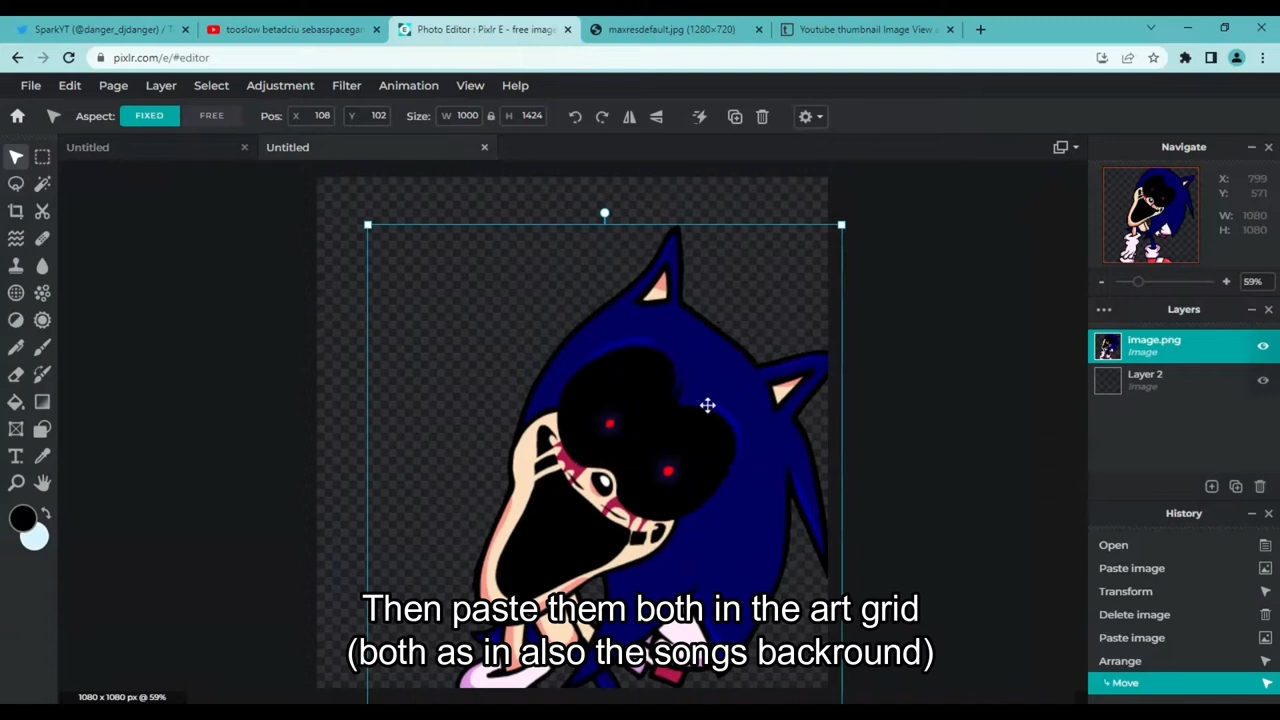 SparkYT (@danger_djdanger) / T
tooslow betadciu sebasspacegar
Photo Editor : Pixlr E - free imag
maxresdefault.jpg (1280×720)
Youtube thumbnail Image View a
pixlr.com/e/#editor
File Edit Page Layer Select Adjustment Filter Animation View Help
Aspect: FIXED FREE Pos: X 108 Y 102 Size: W 1000 H 1424
Untitled
Untitled
Navigate
X: 799
Y: 571
W: 1080
H: 1080
59%
Layers
image.png
Image
Layer 2
Image
History
Open
Paste image
Transform
Delete image
Paste image
Arrange
Move
Then paste them both in the art grid
(both as in also the songs backround)
1080 x 1080 px @ 59%